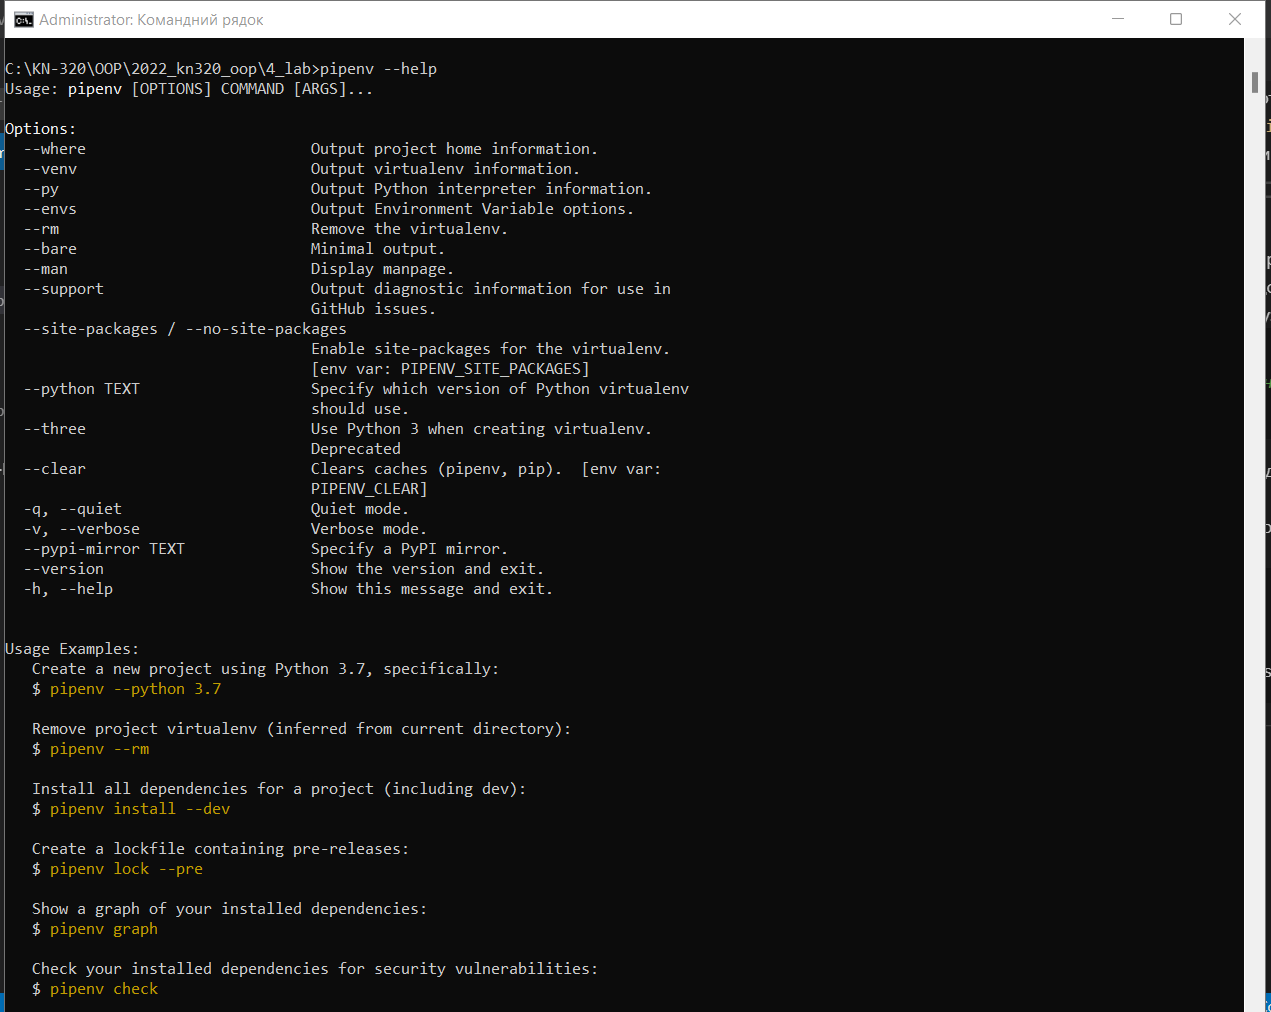 Administrator: Командний рядок
C:\KN-320\OOP\2022_kn320_oop\4_lab>pipenv --help
Usage: pipenv [OPTIONS] COMMAND [ARGS]...
Options:
--where Output project home information.
--venv Output virtualenv information.
--py Output Python interpreter information.
--envs Output Environment Variable options.
--rm Remove the virtualenv.
--bare Minimal output.
--man Display manpage.
--support Output diagnostic information for use in
GitHub issues.
--site-packages / --no-site-packages
Enable site-packages for the virtualenv.
[env var: PIPENV_SITE_PACKAGES]
--python TEXT Specify which version of Python virtualenv
should use.
--three Use Python 3 when creating virtualenv.
Deprecated
--clear Clears caches (pipenv, pip).  [env var:
PIPENV_CLEAR]
-q, --quiet Quiet mode.
-v, --verbose Verbose mode.
--pypi-mirror TEXT Specify a PyPI mirror.
--version Show the version and exit.
-h, --help Show this message and exit.
Usage Examples:
Create a new project using Python 3.7, specifically:
$ pipenv --python 3.7
Remove project virtualenv (inferred from current directory):
$ pipenv --rm
Install all dependencies for a project (including dev):
$ pipenv install --dev
Create a lockfile containing pre-releases:
$ pipenv lock --pre
Show a graph of your installed dependencies:
$ pipenv graph
Check your installed dependencies for security vulnerabilities:
$ pipenv check